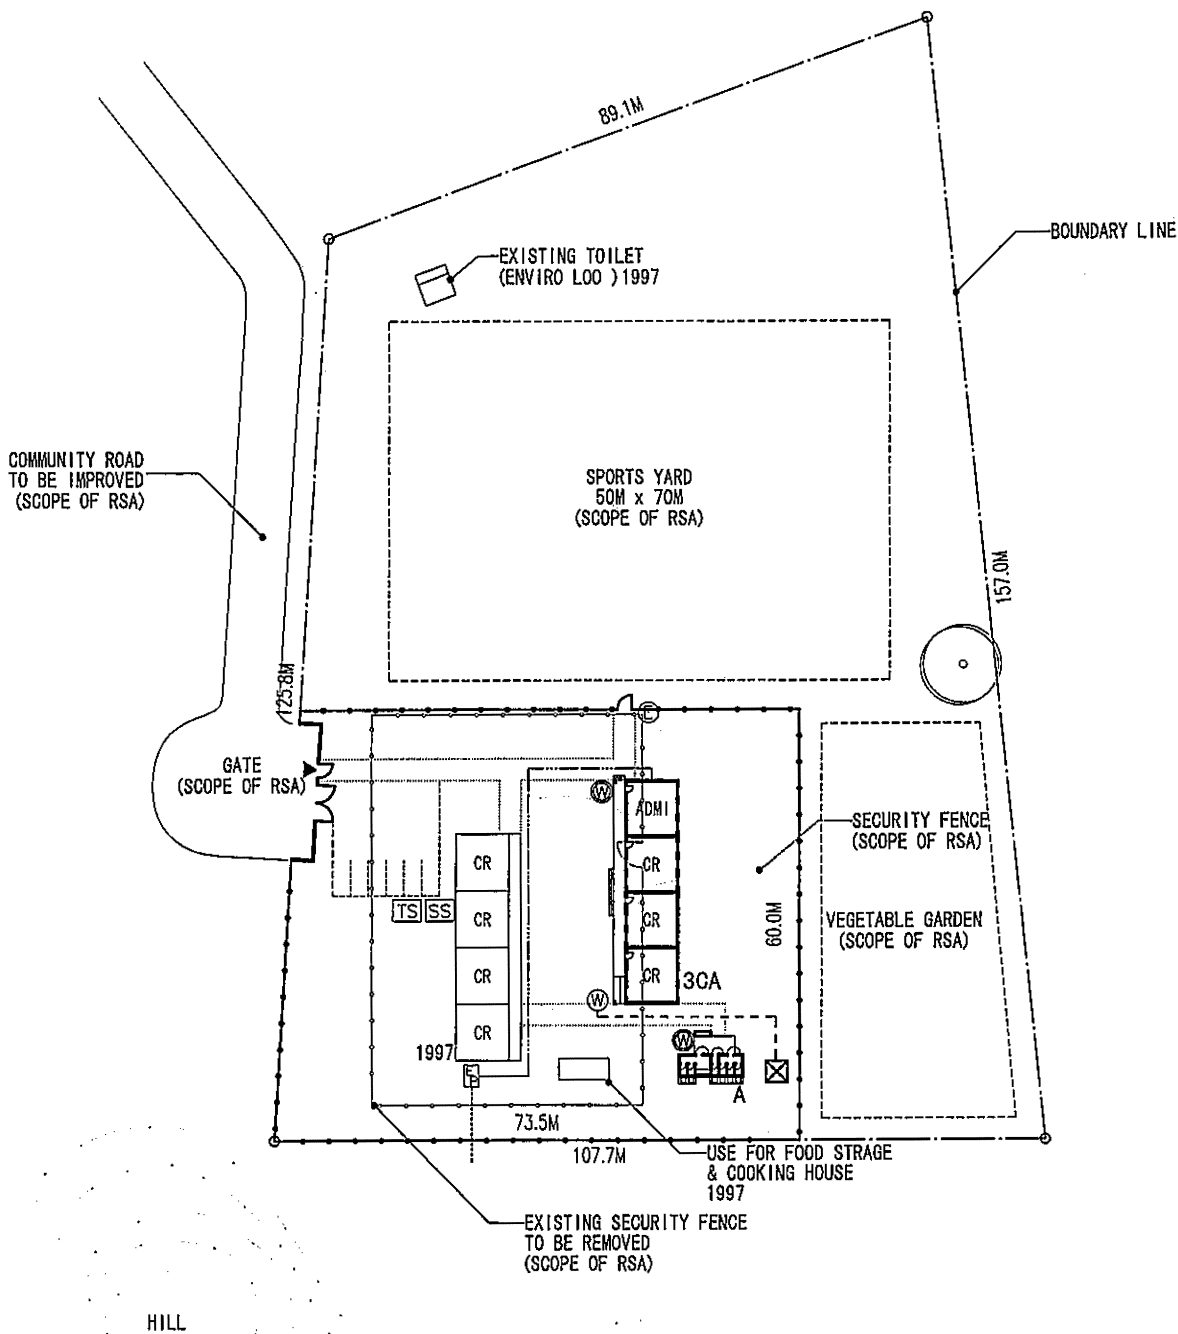 89.1M
BOUNDARY LINE
EXISTING TOILET
(ENVIRO LOO )1997
COMMUNITY ROAD
TO BE IMPROVED
(SCOPE OF RSA)
SPORTS YARD
50M x 70M
(SCOPE OF RSA)
157.0M
125.8M
E
GATE
(SCOPE OF RSA)
W
ADMI
SECURITY FENCE
(SCOPE OF RSA)
CR
CR
TS
SS
CR
CR
VEGETABLE GARDEN
(SCOPE OF RSA)
60.0M
CR
CR
3CA
W
CR
1997
W
A
73.5M
107.7M
USE FOR FOOD STRAGE
& COOKING HOUSE
1997
EXISTING SECURITY FENCE
TO BE REMOVED
(SCOPE OF RSA)
HILL